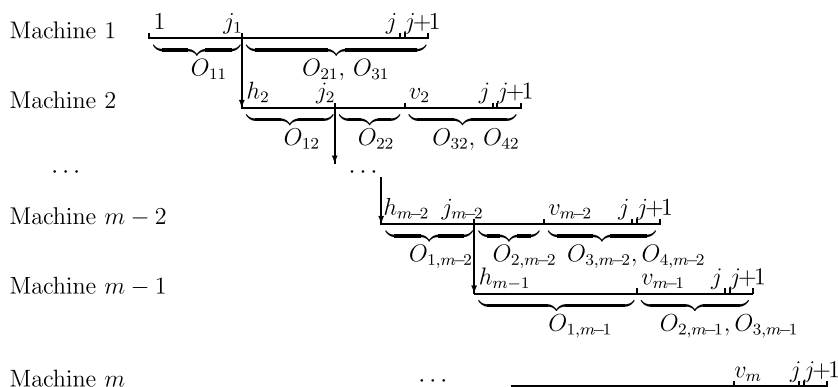 Machine 1 1 j₁ j j+1
O₁₁ O₂₁, O₃₁
Machine 2 h₂ j₂ v₂ j j+1
O₁₂ O₂₂ O₃₂, O₄₂
... ...
Machine m − 2 hₘ₋₂ jₘ₋₂ vₘ₋₂ j j+1
O₁,ₘ₋₂ O₂,ₘ₋₂ O₃,ₘ₋₂, O₄,ₘ₋₂
Machine m − 1 hₘ₋₁ vₘ₋₁ j j+1
O₁,ₘ₋₁ O₂,ₘ₋₁, O₃,ₘ₋₁
Machine m ... vₘ j j+1